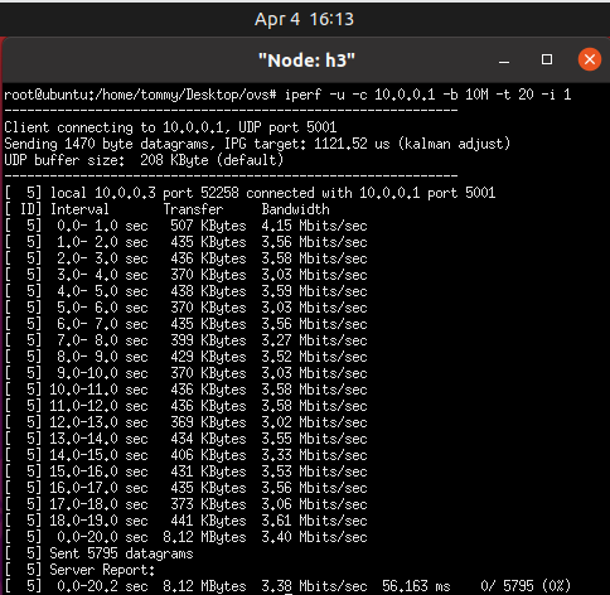 Apr 4 16:13
"Node: h3"
root@ubuntu:/home/tommy/Desktop/ovs# iperf -u -c 10.0.0.1 -b 10M -t 20 -i 1
------------------------------------------------------------
Client connecting to 10.0.0.1, UDP port 5001
Sending 1470 byte datagrams, IPG target: 1121.52 us (kalman adjust)
UDP buffer size:  208 KByte (default)
------------------------------------------------------------
[  5] local 10.0.0.3 port 52258 connected with 10.0.0.1 port 5001
[ ID] Interval       Transfer     Bandwidth
[  5]  0.0- 1.0 sec   507 KBytes  4.15 Mbits/sec
[  5]  1.0- 2.0 sec   435 KBytes  3.56 Mbits/sec
[  5]  2.0- 3.0 sec   436 KBytes  3.58 Mbits/sec
[  5]  3.0- 4.0 sec   370 KBytes  3.03 Mbits/sec
[  5]  4.0- 5.0 sec   438 KBytes  3.59 Mbits/sec
[  5]  5.0- 6.0 sec   370 KBytes  3.03 Mbits/sec
[  5]  6.0- 7.0 sec   435 KBytes  3.56 Mbits/sec
[  5]  7.0- 8.0 sec   399 KBytes  3.27 Mbits/sec
[  5]  8.0- 9.0 sec   429 KBytes  3.52 Mbits/sec
[  5]  9.0-10.0 sec   370 KBytes  3.03 Mbits/sec
[  5] 10.0-11.0 sec   436 KBytes  3.58 Mbits/sec
[  5] 11.0-12.0 sec   436 KBytes  3.58 Mbits/sec
[  5] 12.0-13.0 sec   369 KBytes  3.02 Mbits/sec
[  5] 13.0-14.0 sec   434 KBytes  3.55 Mbits/sec
[  5] 14.0-15.0 sec   406 KBytes  3.33 Mbits/sec
[  5] 15.0-16.0 sec   431 KBytes  3.53 Mbits/sec
[  5] 16.0-17.0 sec   435 KBytes  3.56 Mbits/sec
[  5] 17.0-18.0 sec   373 KBytes  3.06 Mbits/sec
[  5] 18.0-19.0 sec   441 KBytes  3.61 Mbits/sec
[  5]  0.0-20.0 sec  8.12 MBytes  3.40 Mbits/sec
[  5] Sent 5795 datagrams
[  5] Server Report:
[  5]  0.0-20.2 sec  8.12 MBytes  3.38 Mbits/sec  56.163 ms    0/ 5795 (0%)